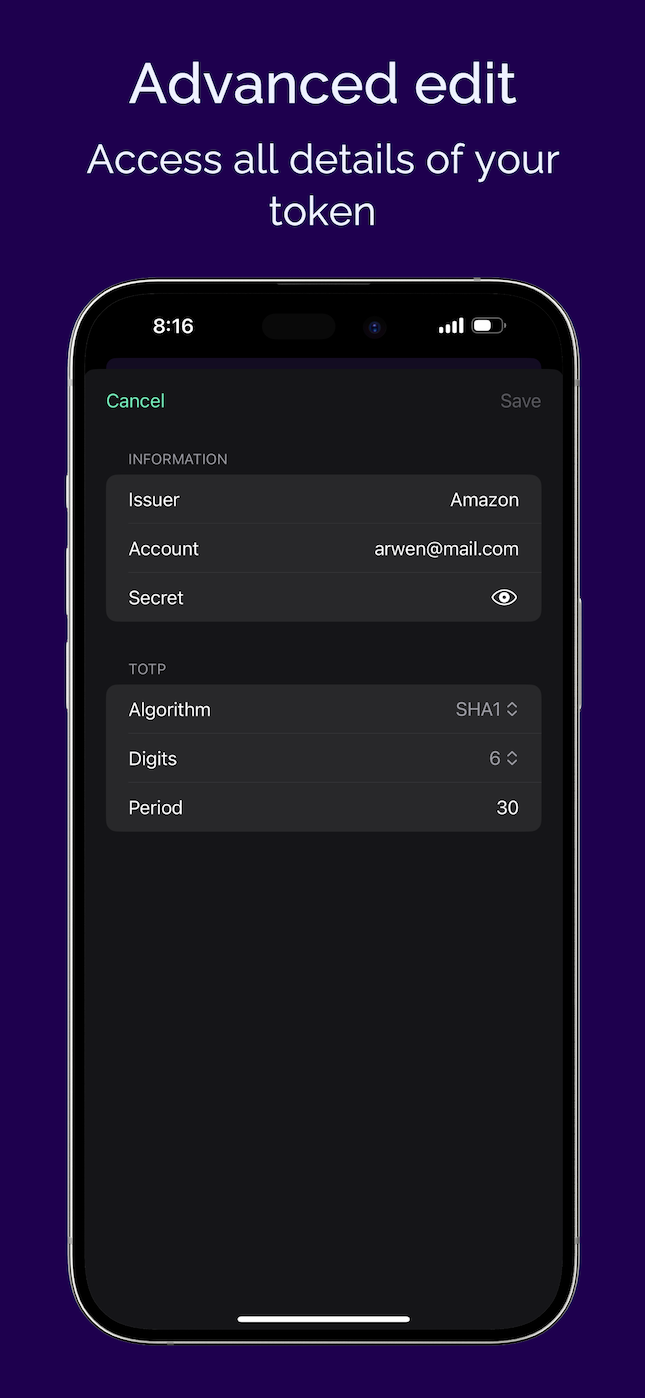 Advanced edit
Access all details of your
token
8:16
Cancel Save
INFORMATION
Issuer Amazon
Account arwen@mail.com
Secret
TOTP
Algorithm SHA1
Digits 6
Period 30